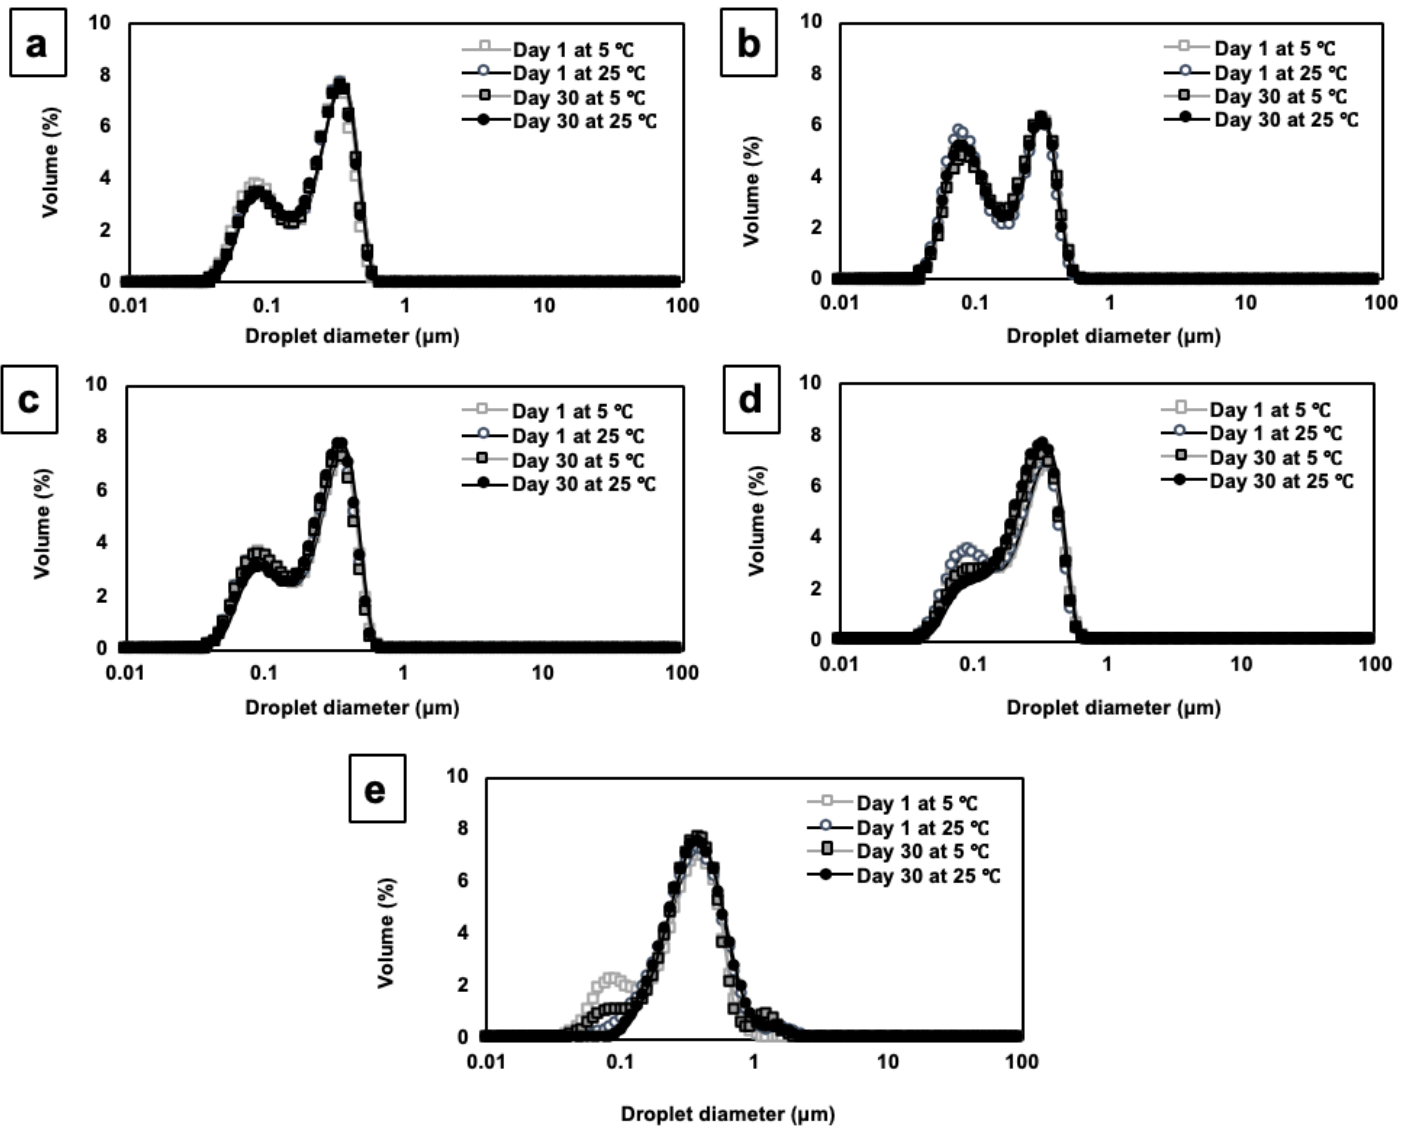 a
10
8
6
4
2
0
Volume (%)
Day 1 at 5 ℃
Day 1 at 25 ℃
Day 30 at 5 ℃
Day 30 at 25 ℃
0.01 0.1 1 10 100
Droplet diameter (µm)
b
10
8
6
4
2
0
Volume (%)
Day 1 at 5 ℃
Day 1 at 25 ℃
Day 30 at 5 ℃
Day 30 at 25 ℃
0.01 0.1 1 10 100
Droplet diameter (µm)
c
10
8
6
4
2
0
Volume (%)
Day 1 at 5 ℃
Day 1 at 25 ℃
Day 30 at 5 ℃
Day 30 at 25 ℃
0.01 0.1 1 10 100
Droplet diameter (µm)
d
10
8
6
4
2
0
Volume (%)
Day 1 at 5 ℃
Day 1 at 25 ℃
Day 30 at 5 ℃
Day 30 at 25 ℃
0.01 0.1 1 10 100
Droplet diameter (µm)
e
10
8
6
4
2
0
Volume (%)
Day 1 at 5 ℃
Day 1 at 25 ℃
Day 30 at 5 ℃
Day 30 at 25 ℃
0.01 0.1 1 10 100
Droplet diameter (µm)